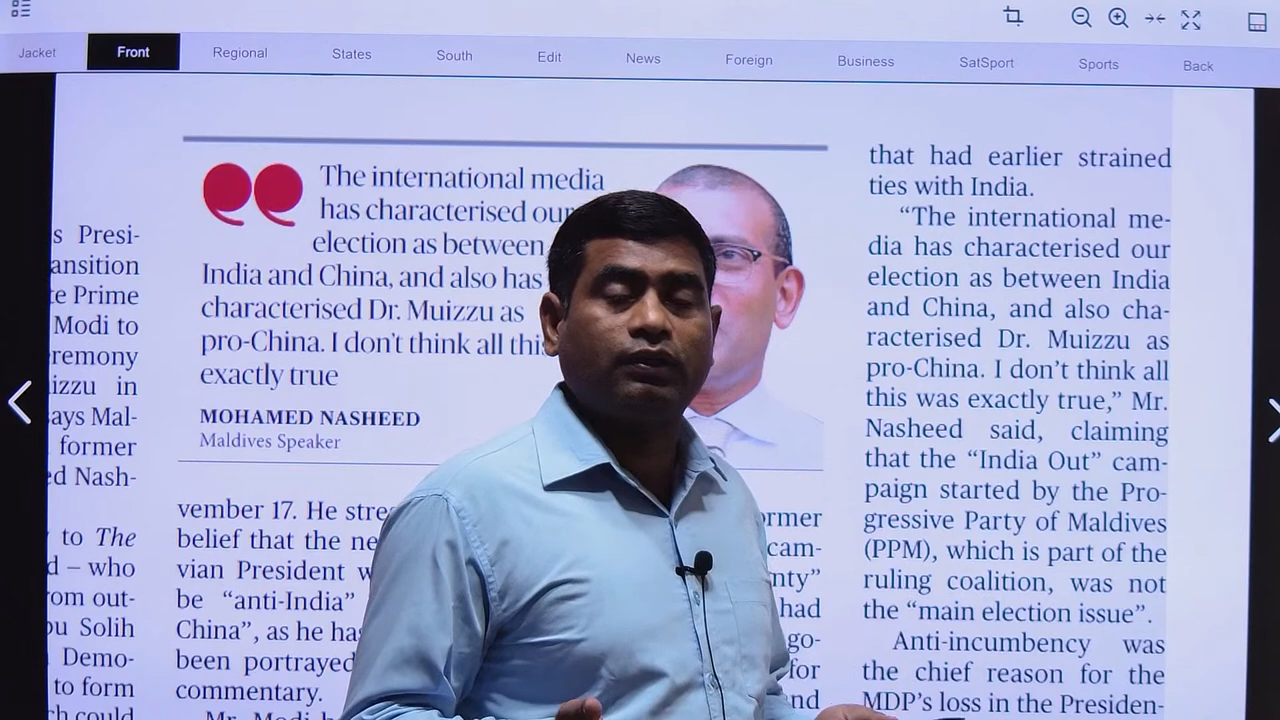 Jacket
Front
Regional
States
South
Edit
News
Foreign
Business
SatSport
Sports
Back
s Presi-
ansition
te Prime
Modi to
eremony
izzu in
says Mal-
former
ed Nash-
to The
d – who
om out-
Solih
Demo-
to form
could
The international media
has characterised our
election as between
India and China, and also has
characterised Dr. Muizzu as
pro-China. I don't think all this
exactly true
MOHAMED NASHEED
Maldives Speaker
vember 17. He stre
belief that the ne
vian President w
be “anti-India”
China”, as he has
been portrayed
commentary.
ormer
cam-
nty”
had
go-
for
nd
that had earlier strained
ties with India.
“The international me-
dia has characterised our
election as between India
and China, and also cha-
racterised Dr. Muizzu as
pro-China. I don't think all
this was exactly true,” Mr.
Nasheed said, claiming
that the “India Out” cam-
paign started by the Pro-
gressive Party of Maldives
(PPM), which is part of the
ruling coalition, was not
the “main election issue”.
Anti-incumbency was
the chief reason for the
MDP's loss in the Presiden-